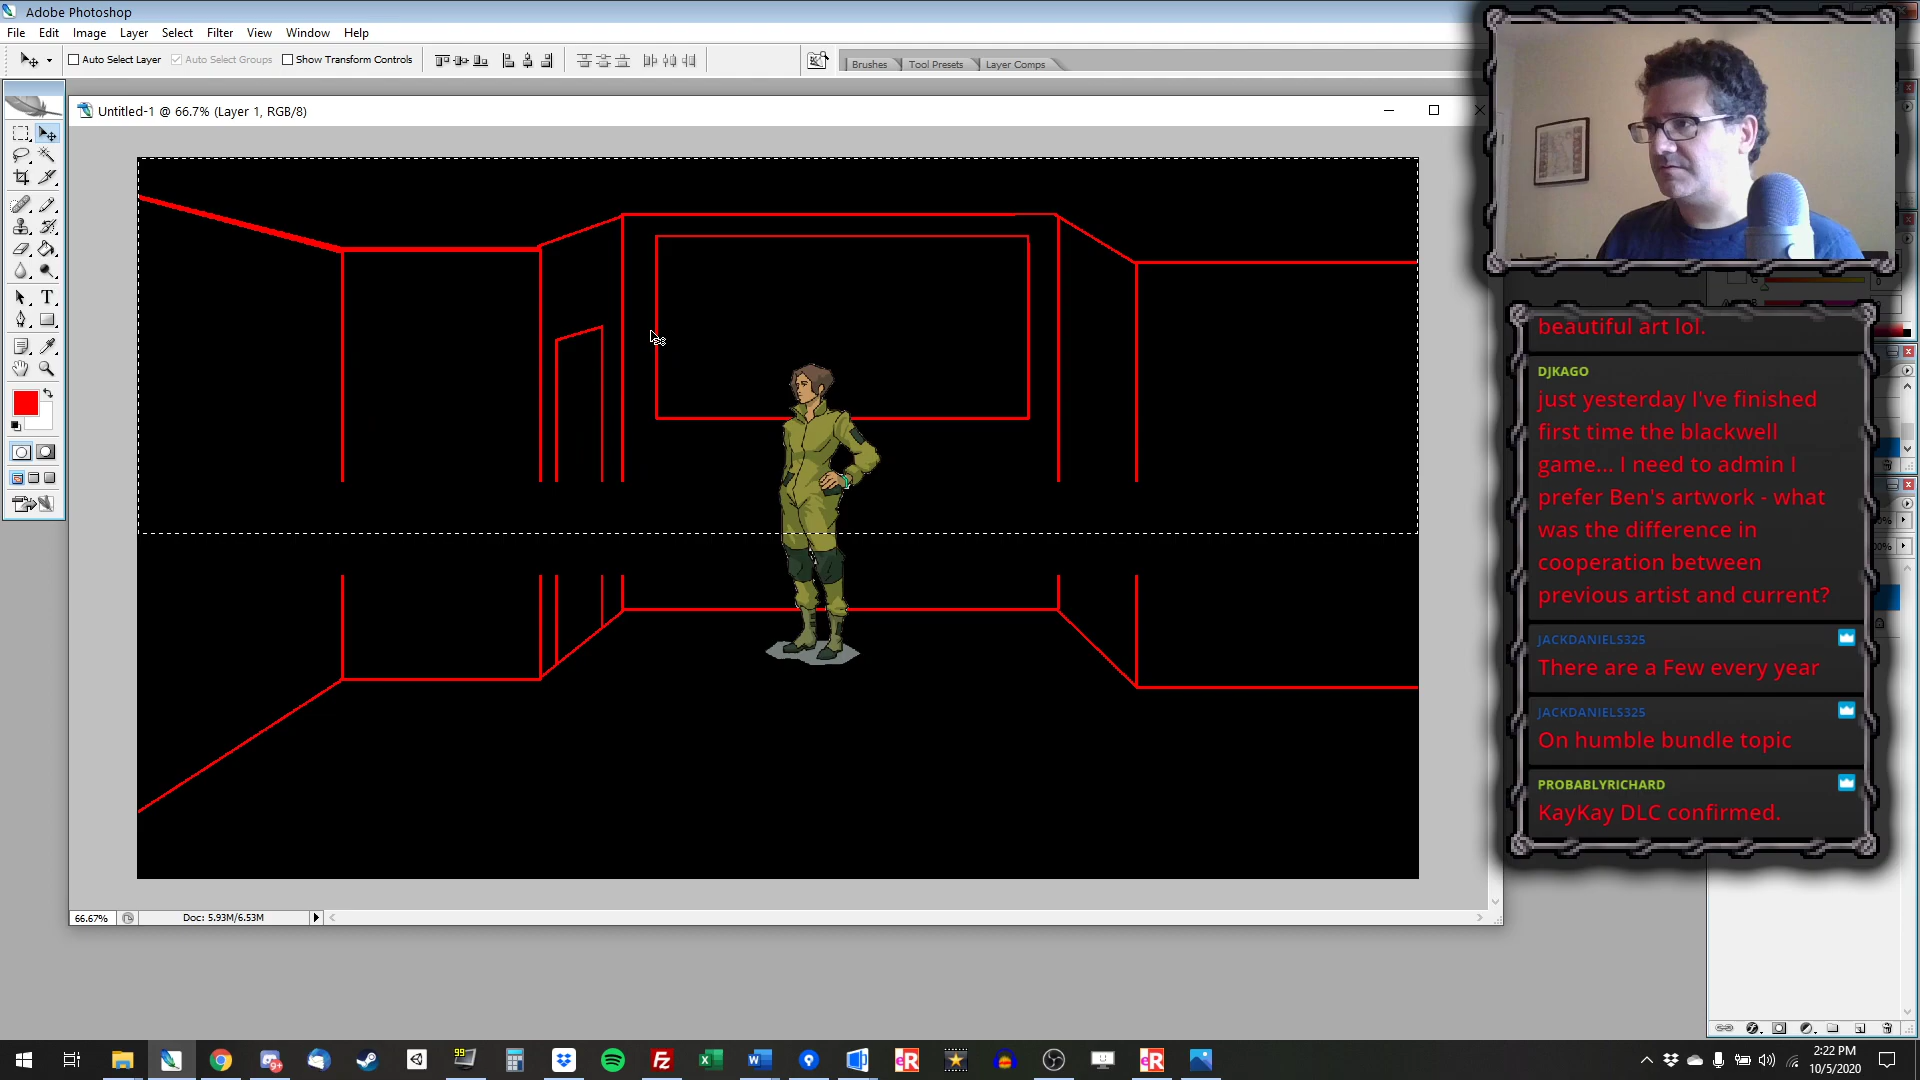 Adobe Photoshop
File Edit Image Layer Select Filter View Window Help
Auto Select Layer Auto Select Groups Show Transform Controls
Brushes Tool Presets Layer Comps
Untitled-1 @ 66.7% (Layer 1, RGB/8)
beautiful art lol.
DJKAGO
just yesterday I've finished
first time the blackwell
game... I need to admin I
prefer Ben's artwork - what
was the difference in
cooperation between
previous artist and current?
JACKDANIELS325
There are a Few every year
JACKDANIELS325
On humble bundle topic
PROBABLYRICHARD
KayKay DLC confirmed.
66.67% Doc: 5.93M/6.53M
2:22 PM
10/5/2020